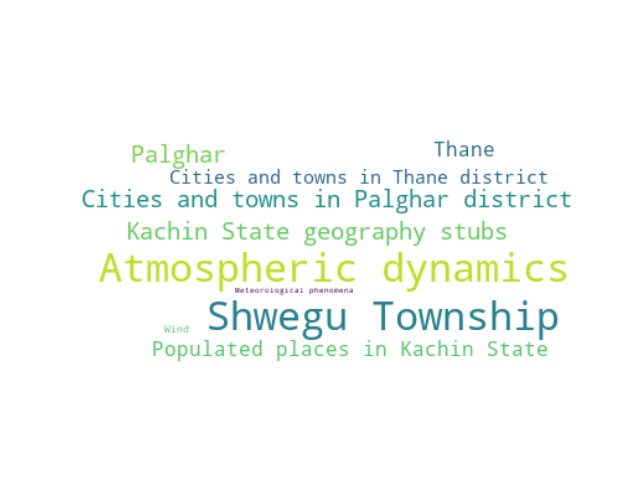 Palghar
Thane
Cities and towns in Thane district
Cities and towns in Palghar district
Kachin State geography stubs
Atmospheric dynamics
Meteorological phenomena
Shwegu Township
Wind
Populated places in Kachin State